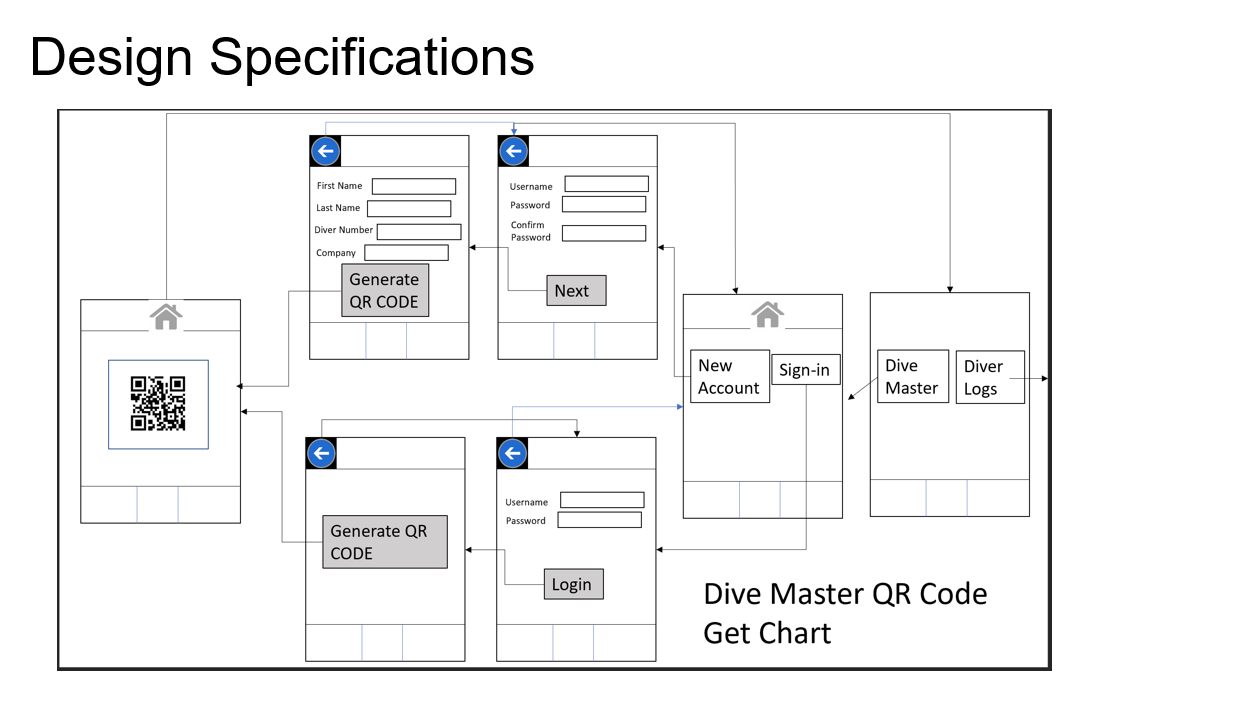 Design Specifications
First Name
Last Name
Diver Number
Company
Generate
QR CODE
Username
Password
Confirm
Password
Next
New
Account
Sign-in
Dive
Master
Diver
Logs
Generate QR
CODE
Username
Password
Login
Dive Master QR Code
Get Chart